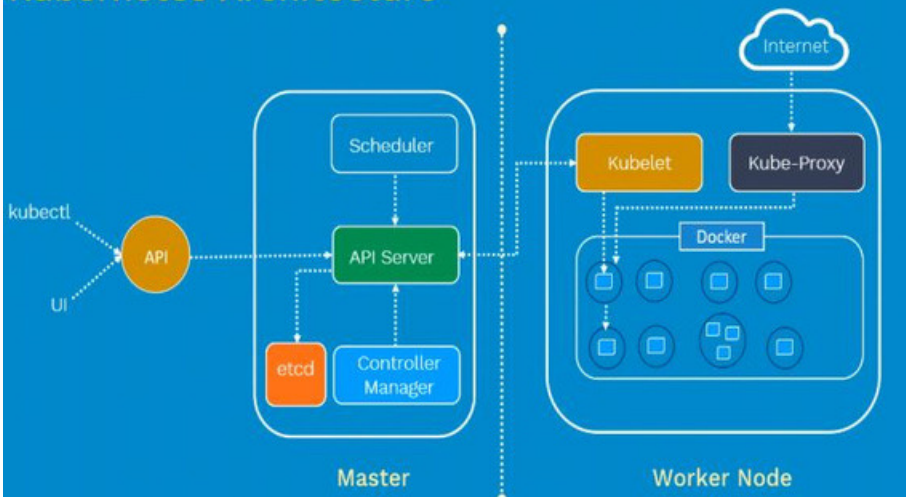 Internet
Scheduler
Kubelet
Kube-Proxy
kubectl
API
API Server
Docker
UI
etcd
Controller
Manager
Master
Worker Node